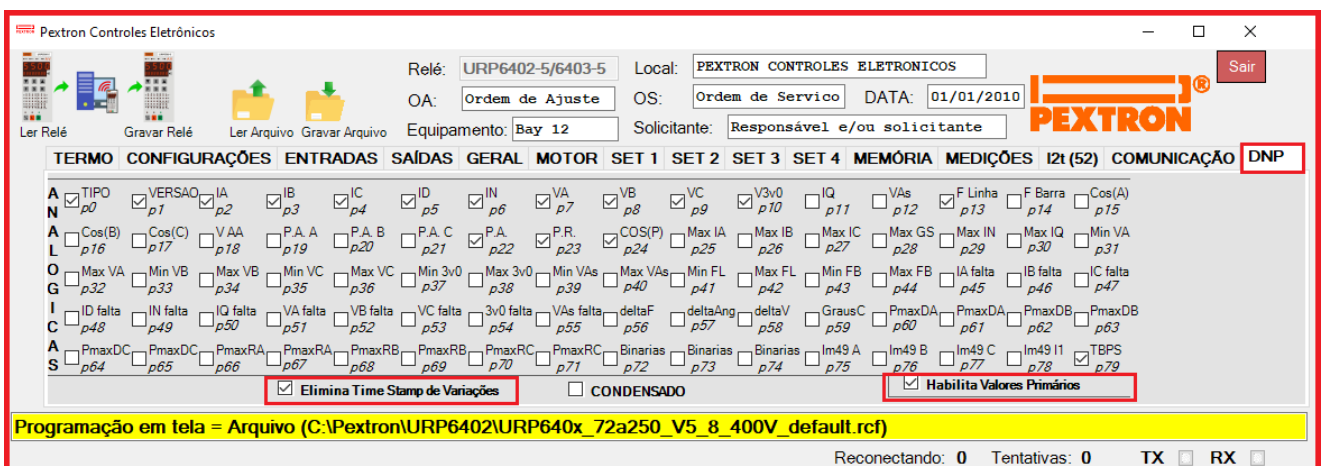 Pextron Controles Eletrônicos
Relé: URP6402-5/6403-5 Local: PEXTRON CONTROLES ELETRONICOS Sair
OA: Ordem de Ajuste OS: Ordem de Servico DATA: 01/01/2010
Ler Relé Gravar Relé Ler Arquivo Gravar Arquivo Equipamento: Bay 12 Solicitante: Responsável e/ou solicitante PEXTRON
TERMO CONFIGURAÇÕES ENTRADAS SAÍDAS GERAL MOTOR SET 1 SET 2 SET 3 SET 4 MEMÓRIA MEDIÇÕES I2t (52) COMUNICAÇÃO DNP
ANALOGICAS
TIPO VERSAO IA IB IC ID IN VA VB VC V3v0 IQ VAs F Linha F Barra Cos(A)
p0 p1 p2 p3 p4 p5 p6 p7 p8 p9 p10 p11 p12 p13 p14 p15
Cos(B) Cos(C) V AA P.A. A P.A. B P.A. C P.A. P.R. COS(P) Max IA Max IB Max IC Max GS Max IN Max IQ Min VA
p16 p17 p18 p19 p20 p21 p22 p23 p24 p25 p26 p27 p28 p29 p30 p31
Max VA Min VB Max VB Min VC Max VC Min 3v0 Max 3v0 Min VAs Max VAs Min FL Max FL Min FB Max FB IA falta IB falta IC falta
p32 p33 p34 p35 p36 p37 p38 p39 p40 p41 p42 p43 p44 p45 p46 p47
ID falta IN falta IQ falta VA falta VB falta VC falta 3v0 falta VAs falta deltaF deltaAng deltaV GrausC PmaxDA PmaxDA PmaxDB PmaxDB
p48 p49 p50 p51 p52 p53 p54 p55 p56 p57 p58 p59 p60 p61 p62 p63
PmaxDC PmaxDC PmaxRA PmaxRA PmaxRB PmaxRB PmaxRC PmaxRC Binarias Binarias Binarias Im49 A Im49 B Im49 C Im49 I1 TBPS
p64 p65 p66 p67 p68 p69 p70 p71 p72 p73 p74 p75 p76 p77 p78 p79
Elimina Time Stamp de Variações CONDENSADO Habilita Valores Primários
Programação em tela = Arquivo (C:\Pextron\URP6402\URP640x_72a250_V5_8_400V_default.rcf)
Reconectando: 0 Tentativas: 0 TX RX